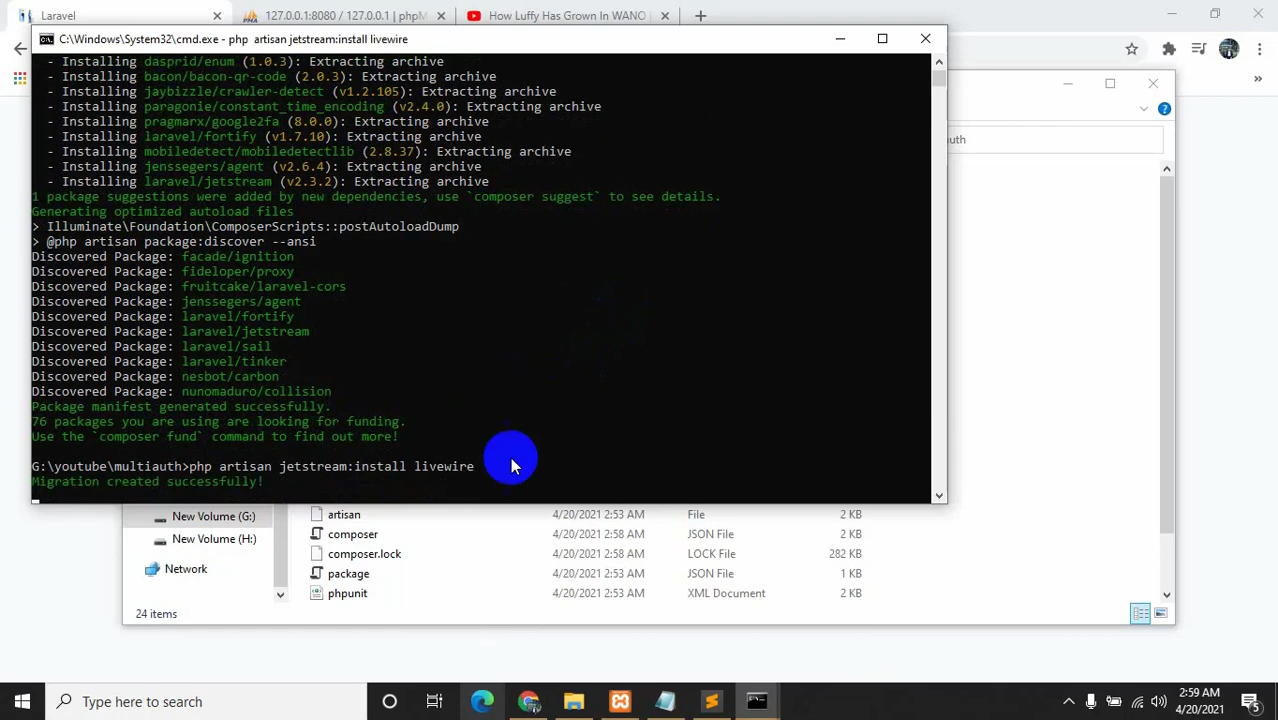 Laravel
127.0.0.1:8080 / 127.0.0.1 | phpM
How Luffy Has Grown In WANO |
C:\Windows\System32\cmd.exe - php artisan jetstream:install livewire
- Installing dasprid/enum (1.0.3): Extracting archive
- Installing bacon/bacon-qr-code (2.0.3): Extracting archive
- Installing jaybizzle/crawler-detect (v1.2.105): Extracting archive
- Installing paragonie/constant_time_encoding (v2.4.0): Extracting archive
- Installing pragmarx/google2fa (8.0.0): Extracting archive
- Installing laravel/fortify (v1.7.10): Extracting archive
- Installing mobiledetect/mobiledetectlib (2.8.37): Extracting archive
- Installing jenssegers/agent (v2.6.4): Extracting archive
- Installing laravel/jetstream (v2.3.2): Extracting archive
1 package suggestions were added by new dependencies, use `composer suggest` to see details.
Generating optimized autoload files
> Illuminate\Foundation\ComposerScripts::postAutoloadDump
> @php artisan package:discover --ansi
Discovered Package: facade/ignition
Discovered Package: fideloper/proxy
Discovered Package: fruitcake/laravel-cors
Discovered Package: jenssegers/agent
Discovered Package: laravel/fortify
Discovered Package: laravel/jetstream
Discovered Package: laravel/sail
Discovered Package: laravel/tinker
Discovered Package: nesbot/carbon
Discovered Package: nunomaduro/collision
Package manifest generated successfully.
76 packages you are using are looking for funding.
Use the `composer fund` command to find out more!
G:\youtube\multiauth>php artisan jetstream:install livewire
Migration created successfully!
uth
New Volume (G:)
New Volume (H:)
Network
artisan 4/20/2021 2:53 AM File 2 KB
composer 4/20/2021 2:58 AM JSON File 2 KB
composer.lock 4/20/2021 2:58 AM LOCK File 282 KB
package 4/20/2021 2:53 AM JSON File 1 KB
phpunit 4/20/2021 2:53 AM XML Document 2 KB
24 items
Type here to search
2:59 AM
4/20/2021
5